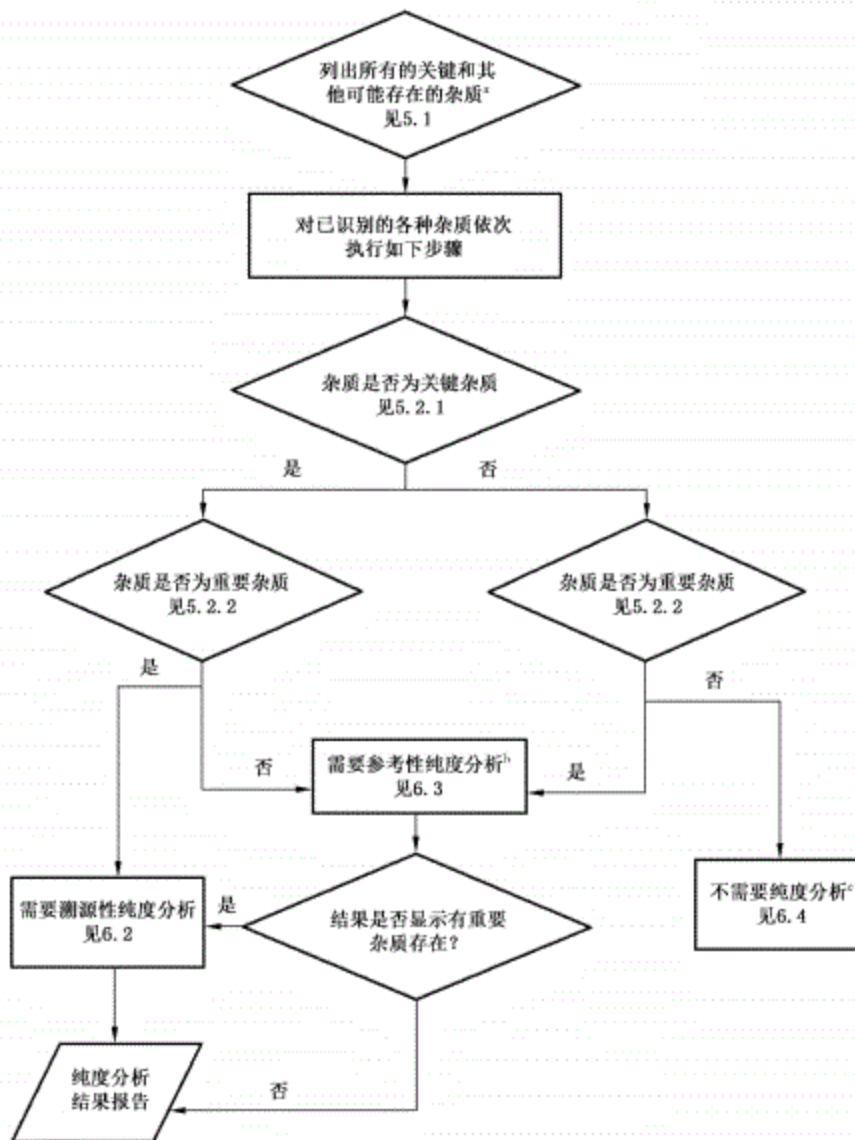 列出所有的关键和其
他可能存在的杂质ᵃ
见5.1
对已识别的各种杂质依次
执行如下步骤
杂质是否为关键杂质
见5.2.1
是
否
杂质是否为重要杂质
见5.2.2
杂质是否为重要杂质
见5.2.2
是
否
否
需要参考性纯度分析ᵇ
见6.3
是
需要溯源性纯度分析
见6.2
是
结果是否显示有重要
杂质存在？
不需要纯度分析ᶜ
见6.4
纯度分析
结果报告
否